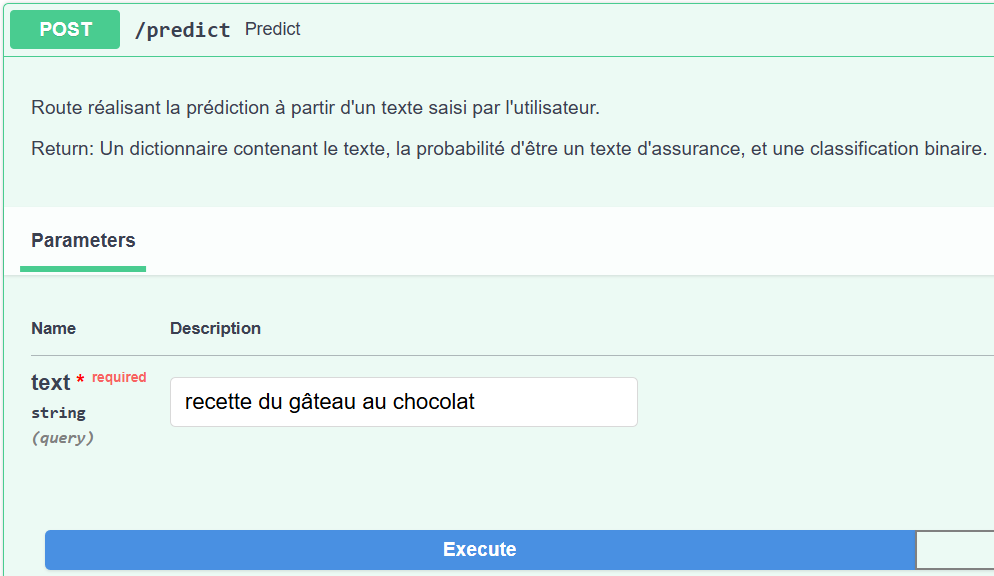 POST /predict Predict
Route réalisant la prédiction à partir d'un texte saisi par l'utilisateur.
Return: Un dictionnaire contenant le texte, la probabilité d'être un texte d'assurance, et une classification binaire.
Parameters
Name Description
text * required
string
(query)
recette du gâteau au chocolat
Execute